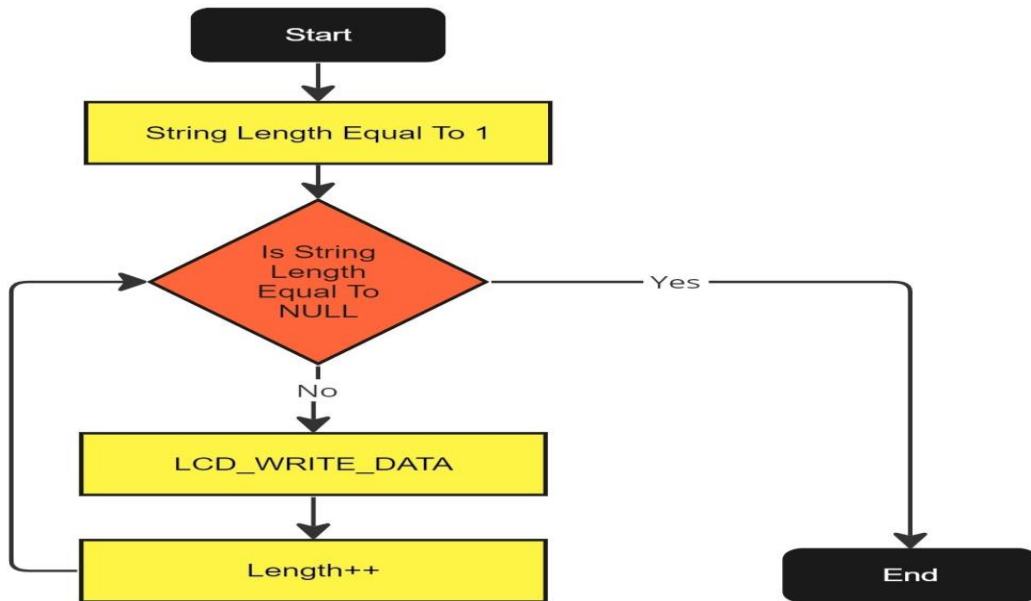 Start
String Length Equal To 1
Is String
Length
Equal To
NULL
Yes
No
LCD_WRITE_DATA
Length++
End